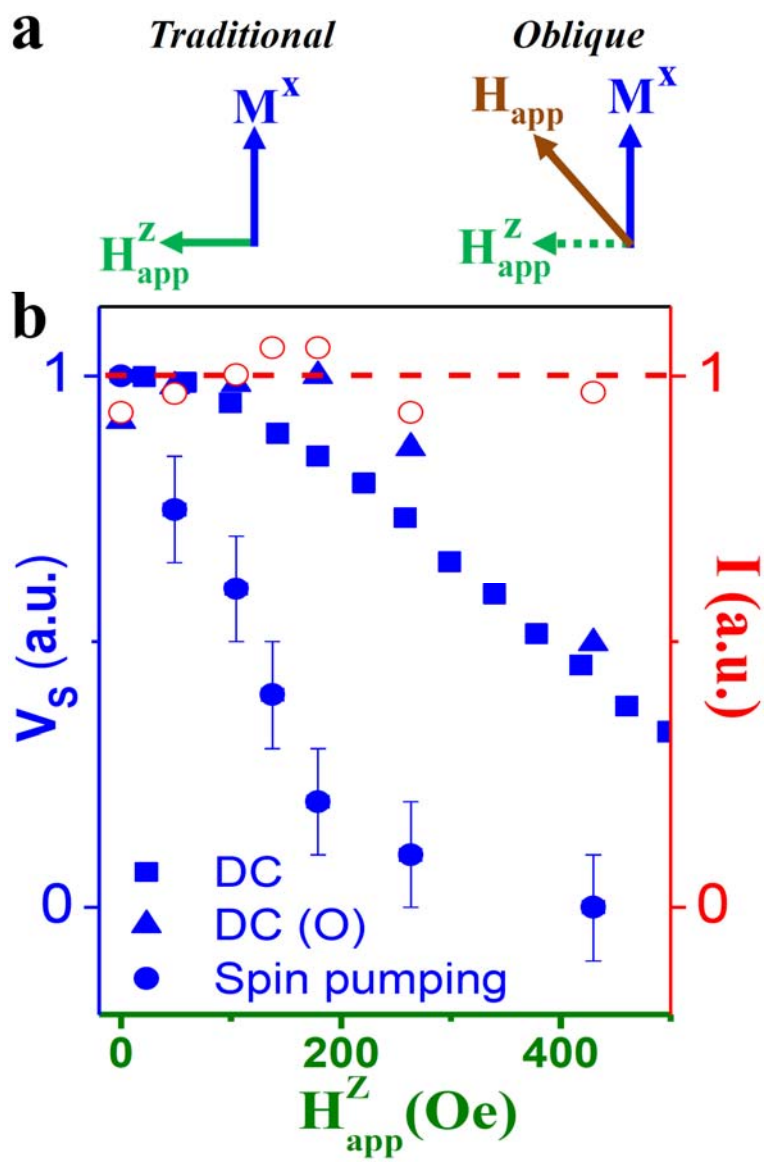 a
Traditional
Oblique
M^x
H_app
M^x
H^z_app
H^z_app
b
1
1
V_S (a.u.)
I (a.u.)
0
0
DC
DC (O)
Spin pumping
0 200 400
H^Z_app (Oe)